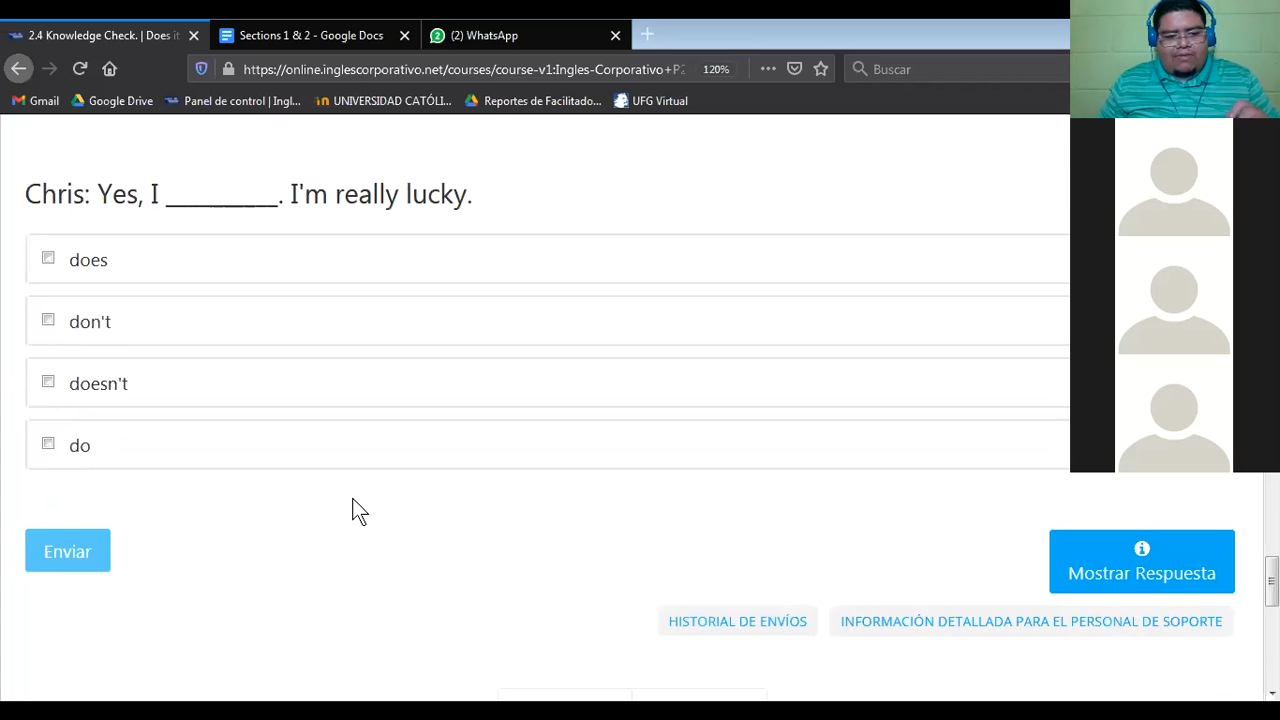 2.4 Knowledge Check. | Does it
Sections 1 & 2 - Google Docs
(2) WhatsApp
https://online.inglescorporativo.net/courses/course-v1:Ingles-Corporativo+P
120%
Buscar
Gmail
Google Drive
Panel de control | Ingl...
UNIVERSIDAD CATÓLI...
Reportes de Facilitado...
UFG Virtual
Chris: Yes, I _________. I'm really lucky.
does
don't
doesn't
do
Enviar
Mostrar Respuesta
HISTORIAL DE ENVÍOS
INFORMACIÓN DETALLADA PARA EL PERSONAL DE SOPORTE